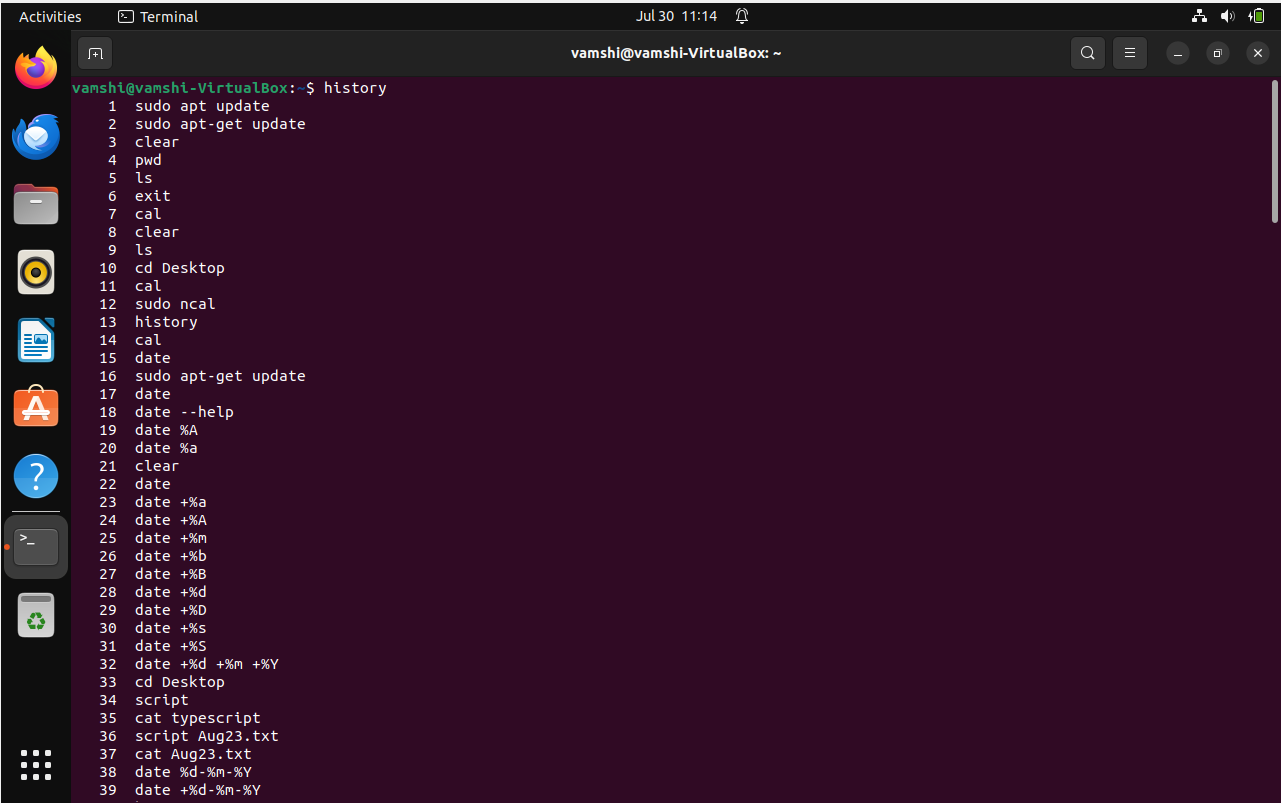 Activities Terminal Jul 30 11:14
vamshi@vamshi-VirtualBox: ~
vamshi@vamshi-VirtualBox:~$ history
1 sudo apt update
2 sudo apt-get update
3 clear
4 pwd
5 ls
6 exit
7 cal
8 clear
9 ls
10 cd Desktop
11 cal
12 sudo ncal
13 history
14 cal
15 date
16 sudo apt-get update
17 date
18 date --help
19 date %A
20 date %a
21 clear
22 date
23 date +%a
24 date +%A
25 date +%m
26 date +%b
27 date +%B
28 date +%d
29 date +%D
30 date +%s
31 date +%S
32 date +%d +%m +%Y
33 cd Desktop
34 script
35 cat typescript
36 script Aug23.txt
37 cat Aug23.txt
38 date %d-%m-%Y
39 date +%d-%m-%Y